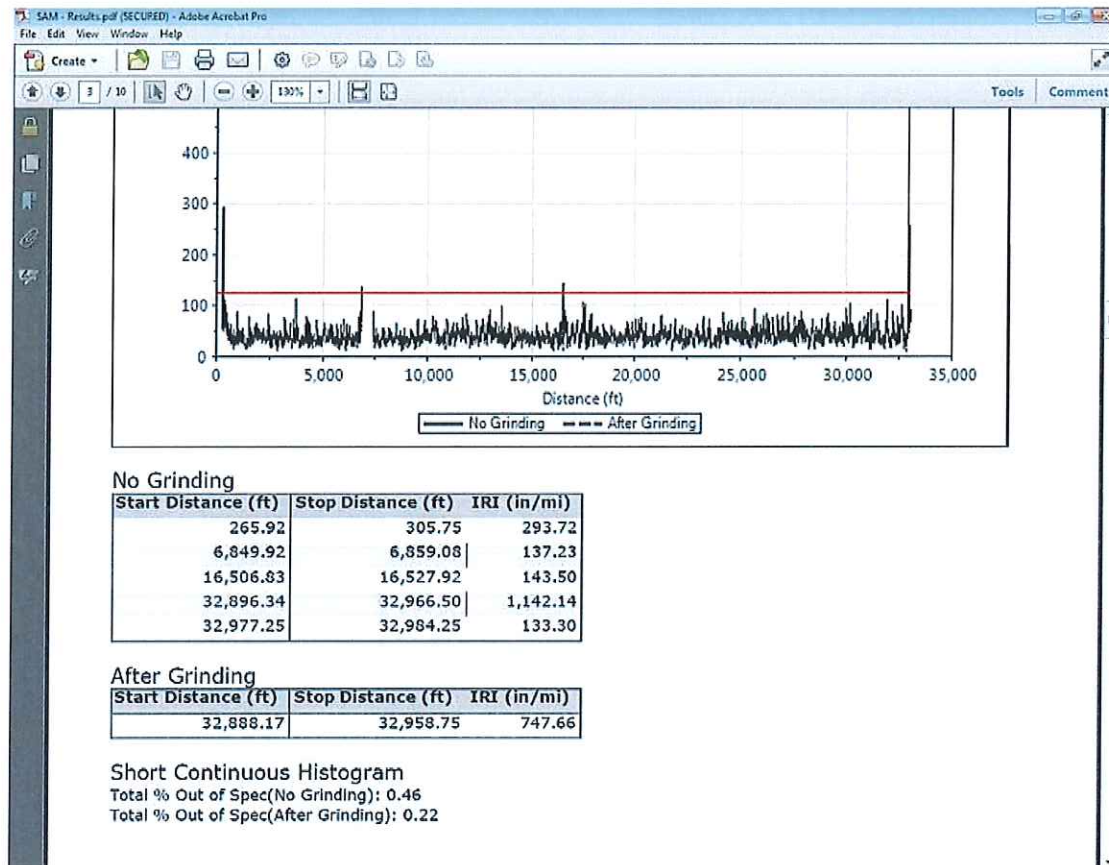 SAM - Results.pdf (SECURED) - Adobe Acrobat Pro
File Edit View Window Help
Create
3 / 10 130% Tools Comment
400
300
200
100
0
0 5,000 10,000 15,000 20,000 25,000 30,000 35,000
Distance (ft)
No Grinding After Grinding
No Grinding
Start Distance (ft) Stop Distance (ft) IRI (in/mi)
265.92 305.75 293.72
6,849.92 6,859.08 137.23
16,506.83 16,527.92 143.50
32,896.34 32,966.50 1,142.14
32,977.25 32,984.25 133.30
After Grinding
Start Distance (ft) Stop Distance (ft) IRI (in/mi)
32,888.17 32,958.75 747.66
Short Continuous Histogram
Total % Out of Spec(No Grinding): 0.46
Total % Out of Spec(After Grinding): 0.22